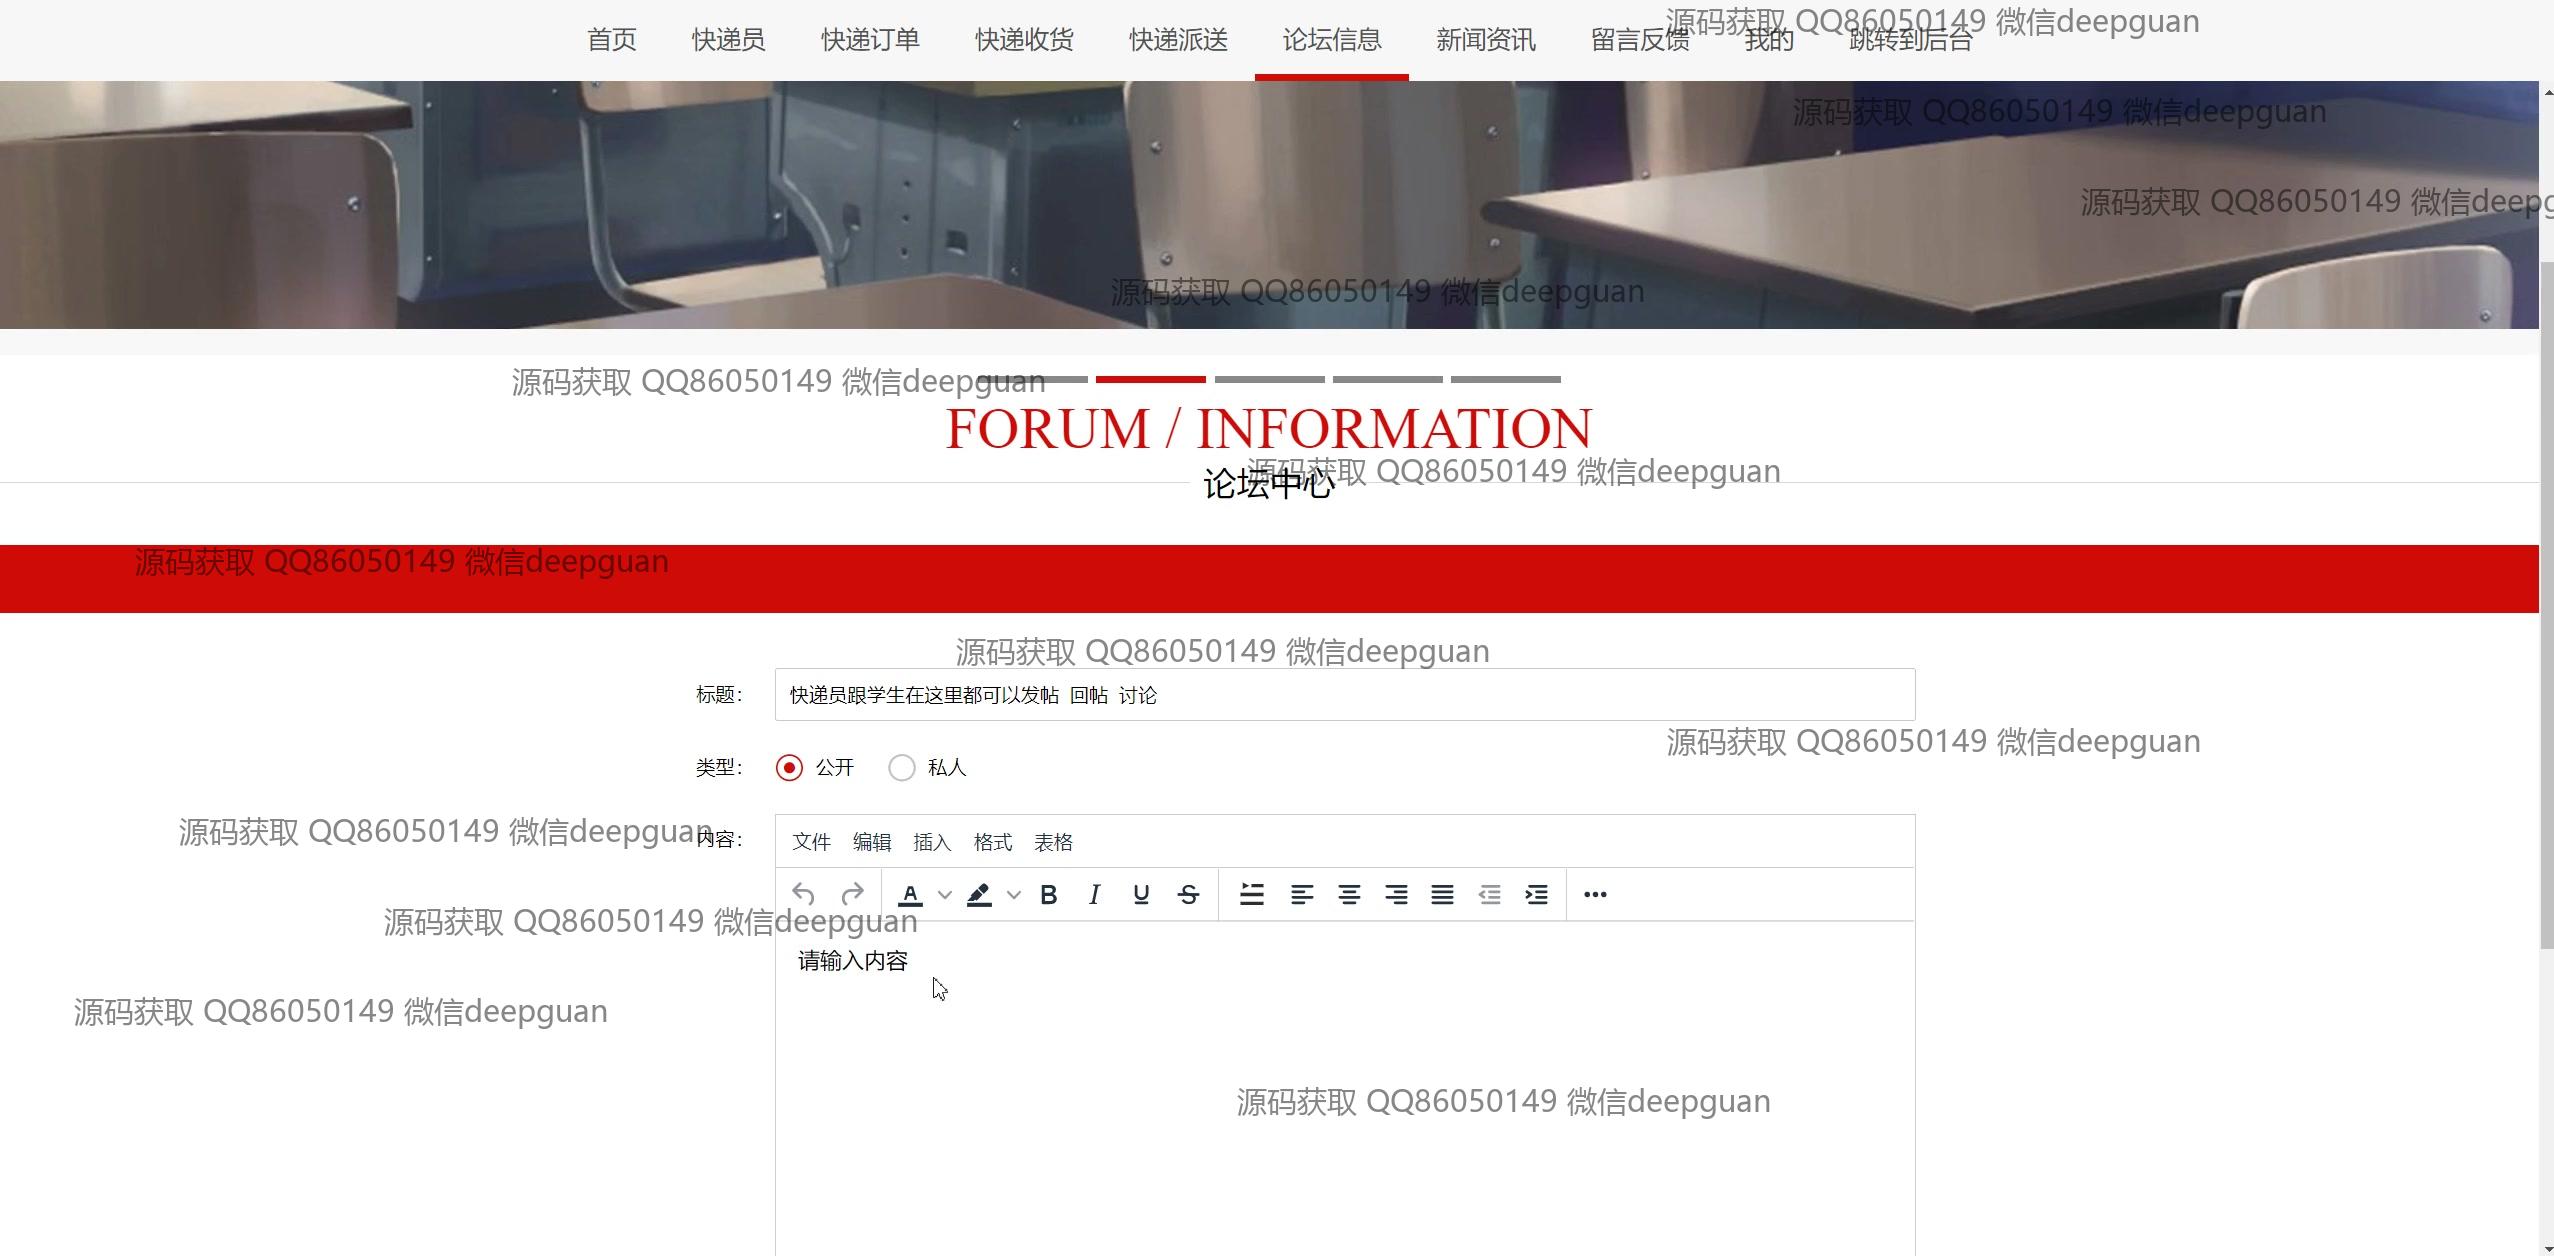 首页 快递员 快递订单 快递收货 快递派送 论坛信息 新闻资讯 留言反馈 我的 跳转到后台
源码获取 QQ86050149 微信deepguan
源码获取 QQ86050149 微信deepguan
源码获取 QQ86050149 微信deepg
源码获取 QQ86050149 微信deepguan
源码获取 QQ86050149 微信deepguan
FORUM / INFORMATION
源码获取 QQ86050149 微信deepguan
论坛中心
源码获取 QQ86050149 微信deepguan
源码获取 QQ86050149 微信deepguan
标题： 快递员跟学生在这里都可以发帖 回帖 讨论
源码获取 QQ86050149 微信deepguan
类型： 公开 私人
源码获取 QQ86050149 微信deepguan
内容： 文件 编辑 插入 格式 表格
源码获取 QQ86050149 微信deepguan
请输入内容
源码获取 QQ86050149 微信deepguan
源码获取 QQ86050149 微信deepguan